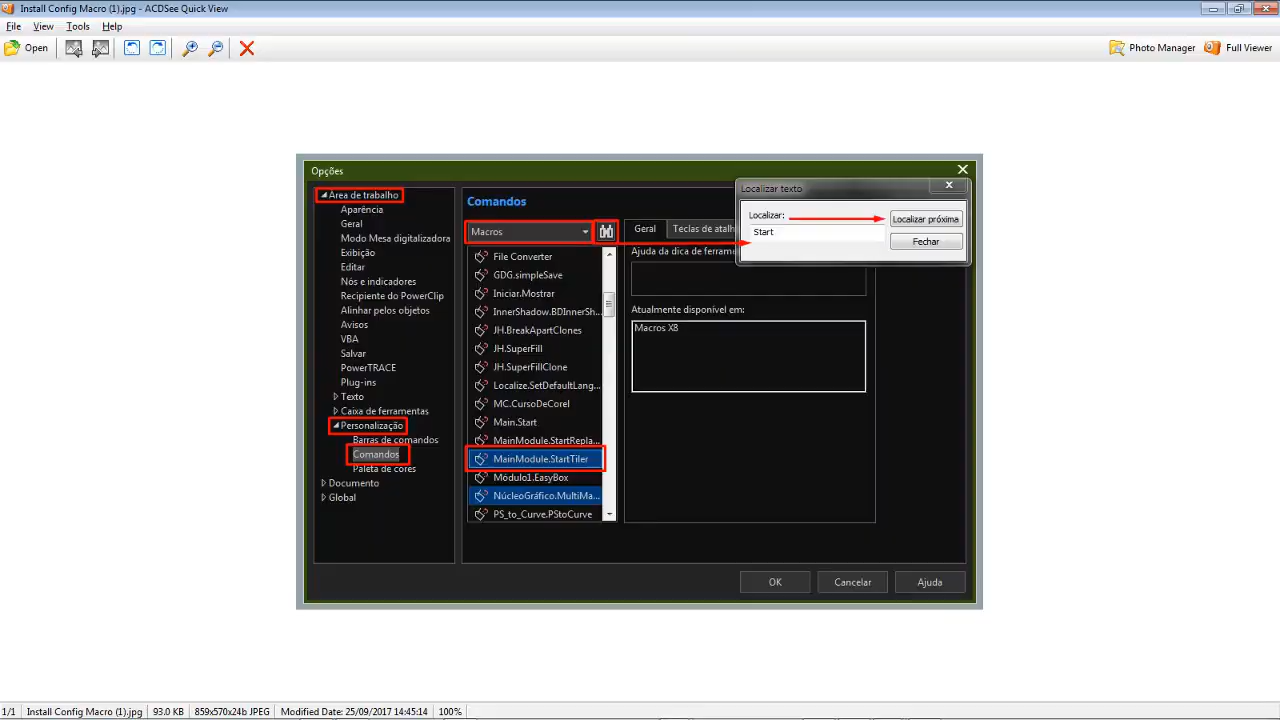 Install Config Macro (1).jpg - ACDSee Quick View
File View Tools Help
Open
Photo Manager Full Viewer
Opções
Área de trabalho
Aparência
Geral
Modo Mesa digitalizadora
Exibição
Editar
Nós e indicadores
Recipiente do PowerClip
Alinhar pelos objetos
Avisos
VBA
Salvar
PowerTRACE
Plug-ins
Texto
Caixa de ferramentas
Personalização
Barras de comandos
Comandos
Paleta de cores
Documento
Global
Comandos
Macros
File Converter
GDG.simpleSave
Iniciar.Mostrar
InnerShadow.BDInnerSh...
JH.BreakApartClones
JH.SuperFill
JH.SuperFillClone
Localize.SetDefaultLang...
MC.CursoDeCorel
Main.Start
MainModule.StartRepla...
MainModule.StartTiler
Módulo1.EasyBox
NúcleoGráfico.MultiMa...
PS_to_Curve.PStoCurve
Geral Teclas de atalh
Ajuda da dica de ferrame
Atualmente disponível em:
Macros X8
Localizar texto
Localizar:
Start
Localizar próxima
Fechar
OK Cancelar Ajuda
1/1 Install Config Macro (1).jpg 93.0 KB 859x570x24b JPEG Modified Date: 25/09/2017 14:45:14 100%